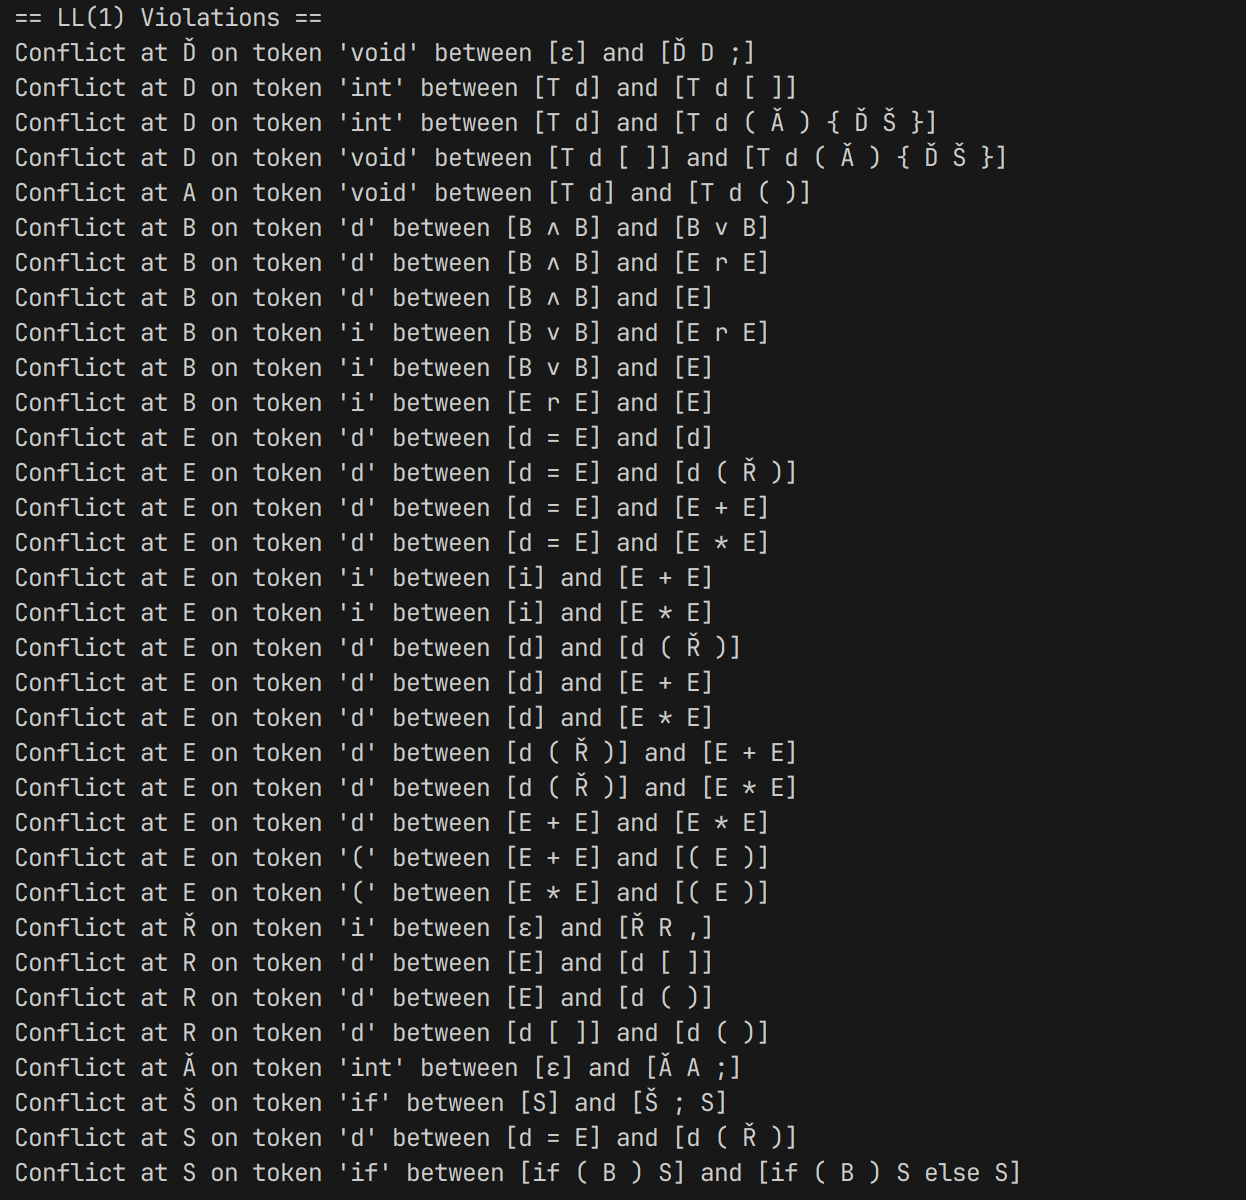 == LL(1) Violations ==
Conflict at Ď on token 'void' between [ε] and [Ď D ;]
Conflict at D on token 'int' between [T d] and [T d [ ]]
Conflict at D on token 'int' between [T d] and [T d ( Ǎ ) { Ď Š }]
Conflict at D on token 'void' between [T d [ ]] and [T d ( Ǎ ) { Ď Š }]
Conflict at A on token 'void' between [T d] and [T d ( )]
Conflict at B on token 'd' between [B ∧ B] and [B ∨ B]
Conflict at B on token 'd' between [B ∧ B] and [E r E]
Conflict at B on token 'd' between [B ∧ B] and [E]
Conflict at B on token 'i' between [B ∨ B] and [E r E]
Conflict at B on token 'i' between [B ∨ B] and [E]
Conflict at B on token 'i' between [E r E] and [E]
Conflict at E on token 'd' between [d = E] and [d]
Conflict at E on token 'd' between [d = E] and [d ( Ř )]
Conflict at E on token 'd' between [d = E] and [E + E]
Conflict at E on token 'd' between [d = E] and [E * E]
Conflict at E on token 'i' between [i] and [E + E]
Conflict at E on token 'i' between [i] and [E * E]
Conflict at E on token 'd' between [d] and [d ( Ř )]
Conflict at E on token 'd' between [d] and [E + E]
Conflict at E on token 'd' between [d] and [E * E]
Conflict at E on token 'd' between [d ( Ř )] and [E + E]
Conflict at E on token 'd' between [d ( Ř )] and [E * E]
Conflict at E on token 'd' between [E + E] and [E * E]
Conflict at E on token '(' between [E + E] and [( E )]
Conflict at E on token '(' between [E * E] and [( E )]
Conflict at Ř on token 'i' between [ε] and [Ř R ,]
Conflict at R on token 'd' between [E] and [d [ ]]
Conflict at R on token 'd' between [E] and [d ( )]
Conflict at R on token 'd' between [d [ ]] and [d ( )]
Conflict at Ǎ on token 'int' between [ε] and [Ǎ A ;]
Conflict at Š on token 'if' between [S] and [Š ; S]
Conflict at S on token 'd' between [d = E] and [d ( Ř )]
Conflict at S on token 'if' between [if ( B ) S] and [if ( B ) S else S]